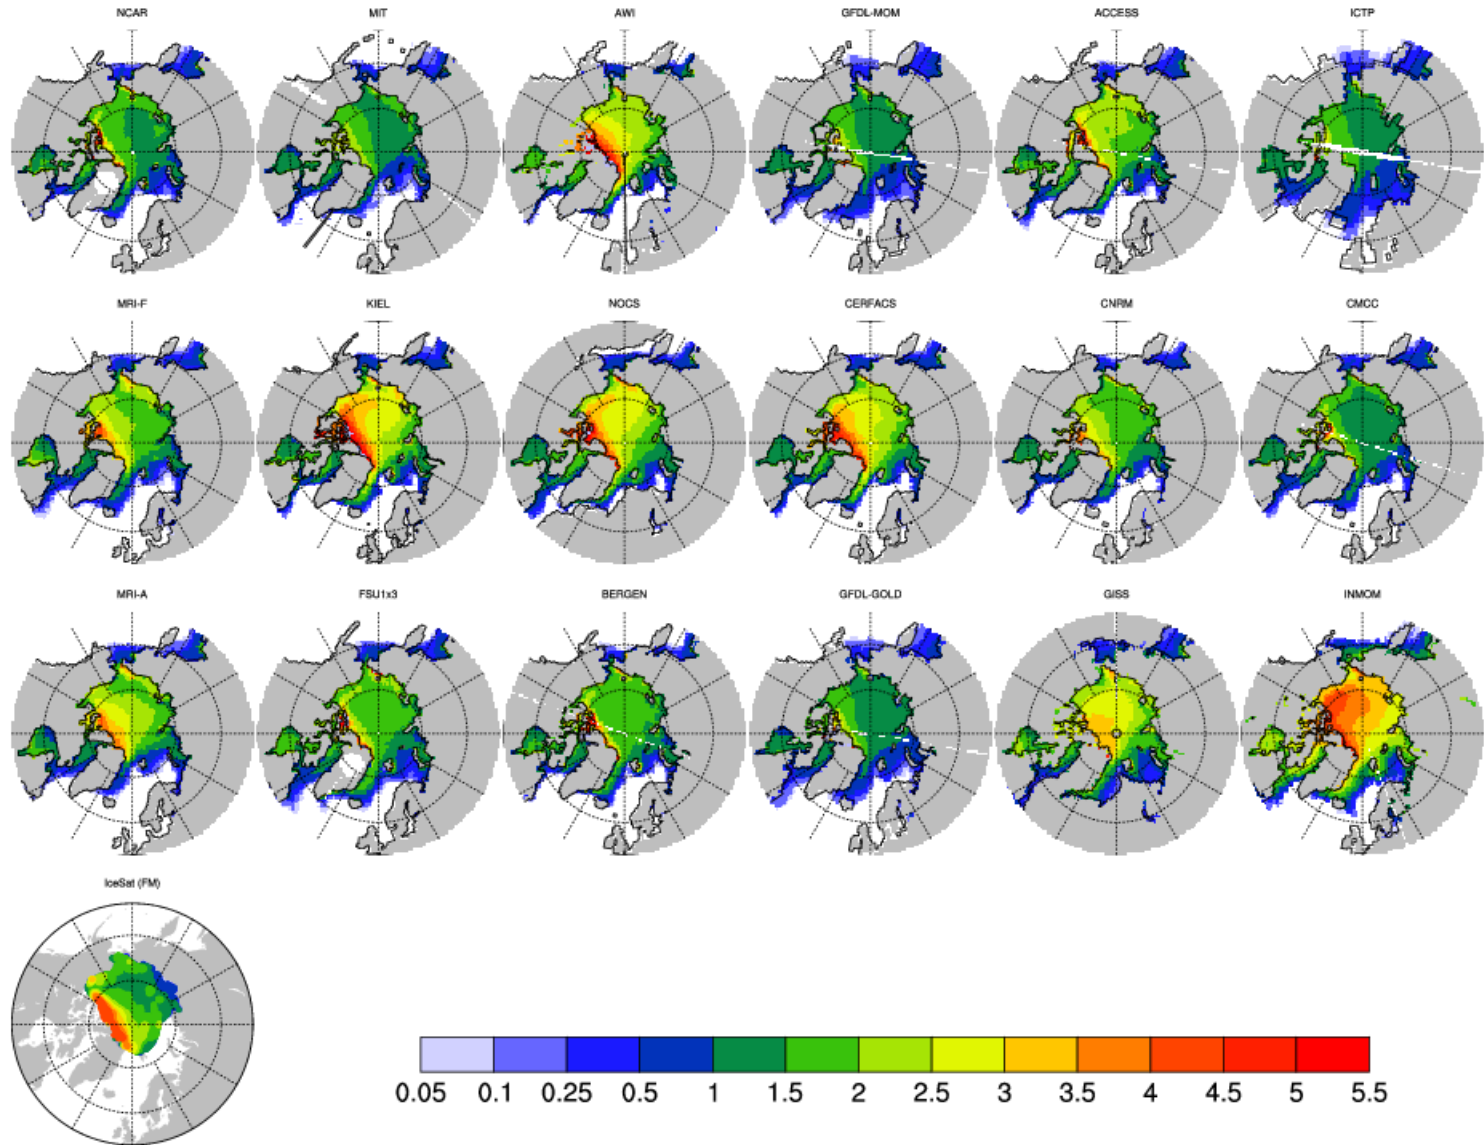 NCAR MIT AWI GFDL-MOM ACCESS ICTP
MRI-F KIEL NOCS CERFACS CNRM CMCC
MRI-A FSU1x3 BERGEN GFDL-GOLD GISS INMOM
IceSat (FM)
0.05 0.1 0.25 0.5 1 1.5 2 2.5 3 3.5 4 4.5 5 5.5